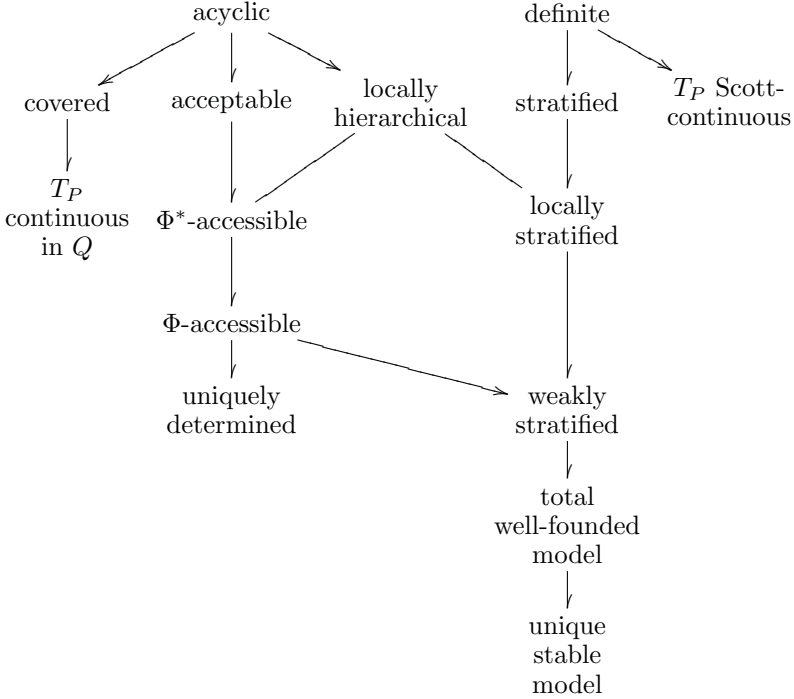 acyclic
definite
covered
acceptable
locally
hierarchical
stratified
T_P Scott-
continuous
T_P
continuous
in Q
Φ*-accessible
locally
stratified
Φ-accessible
uniquely
determined
weakly
stratified
total
well-founded
model
unique
stable
model